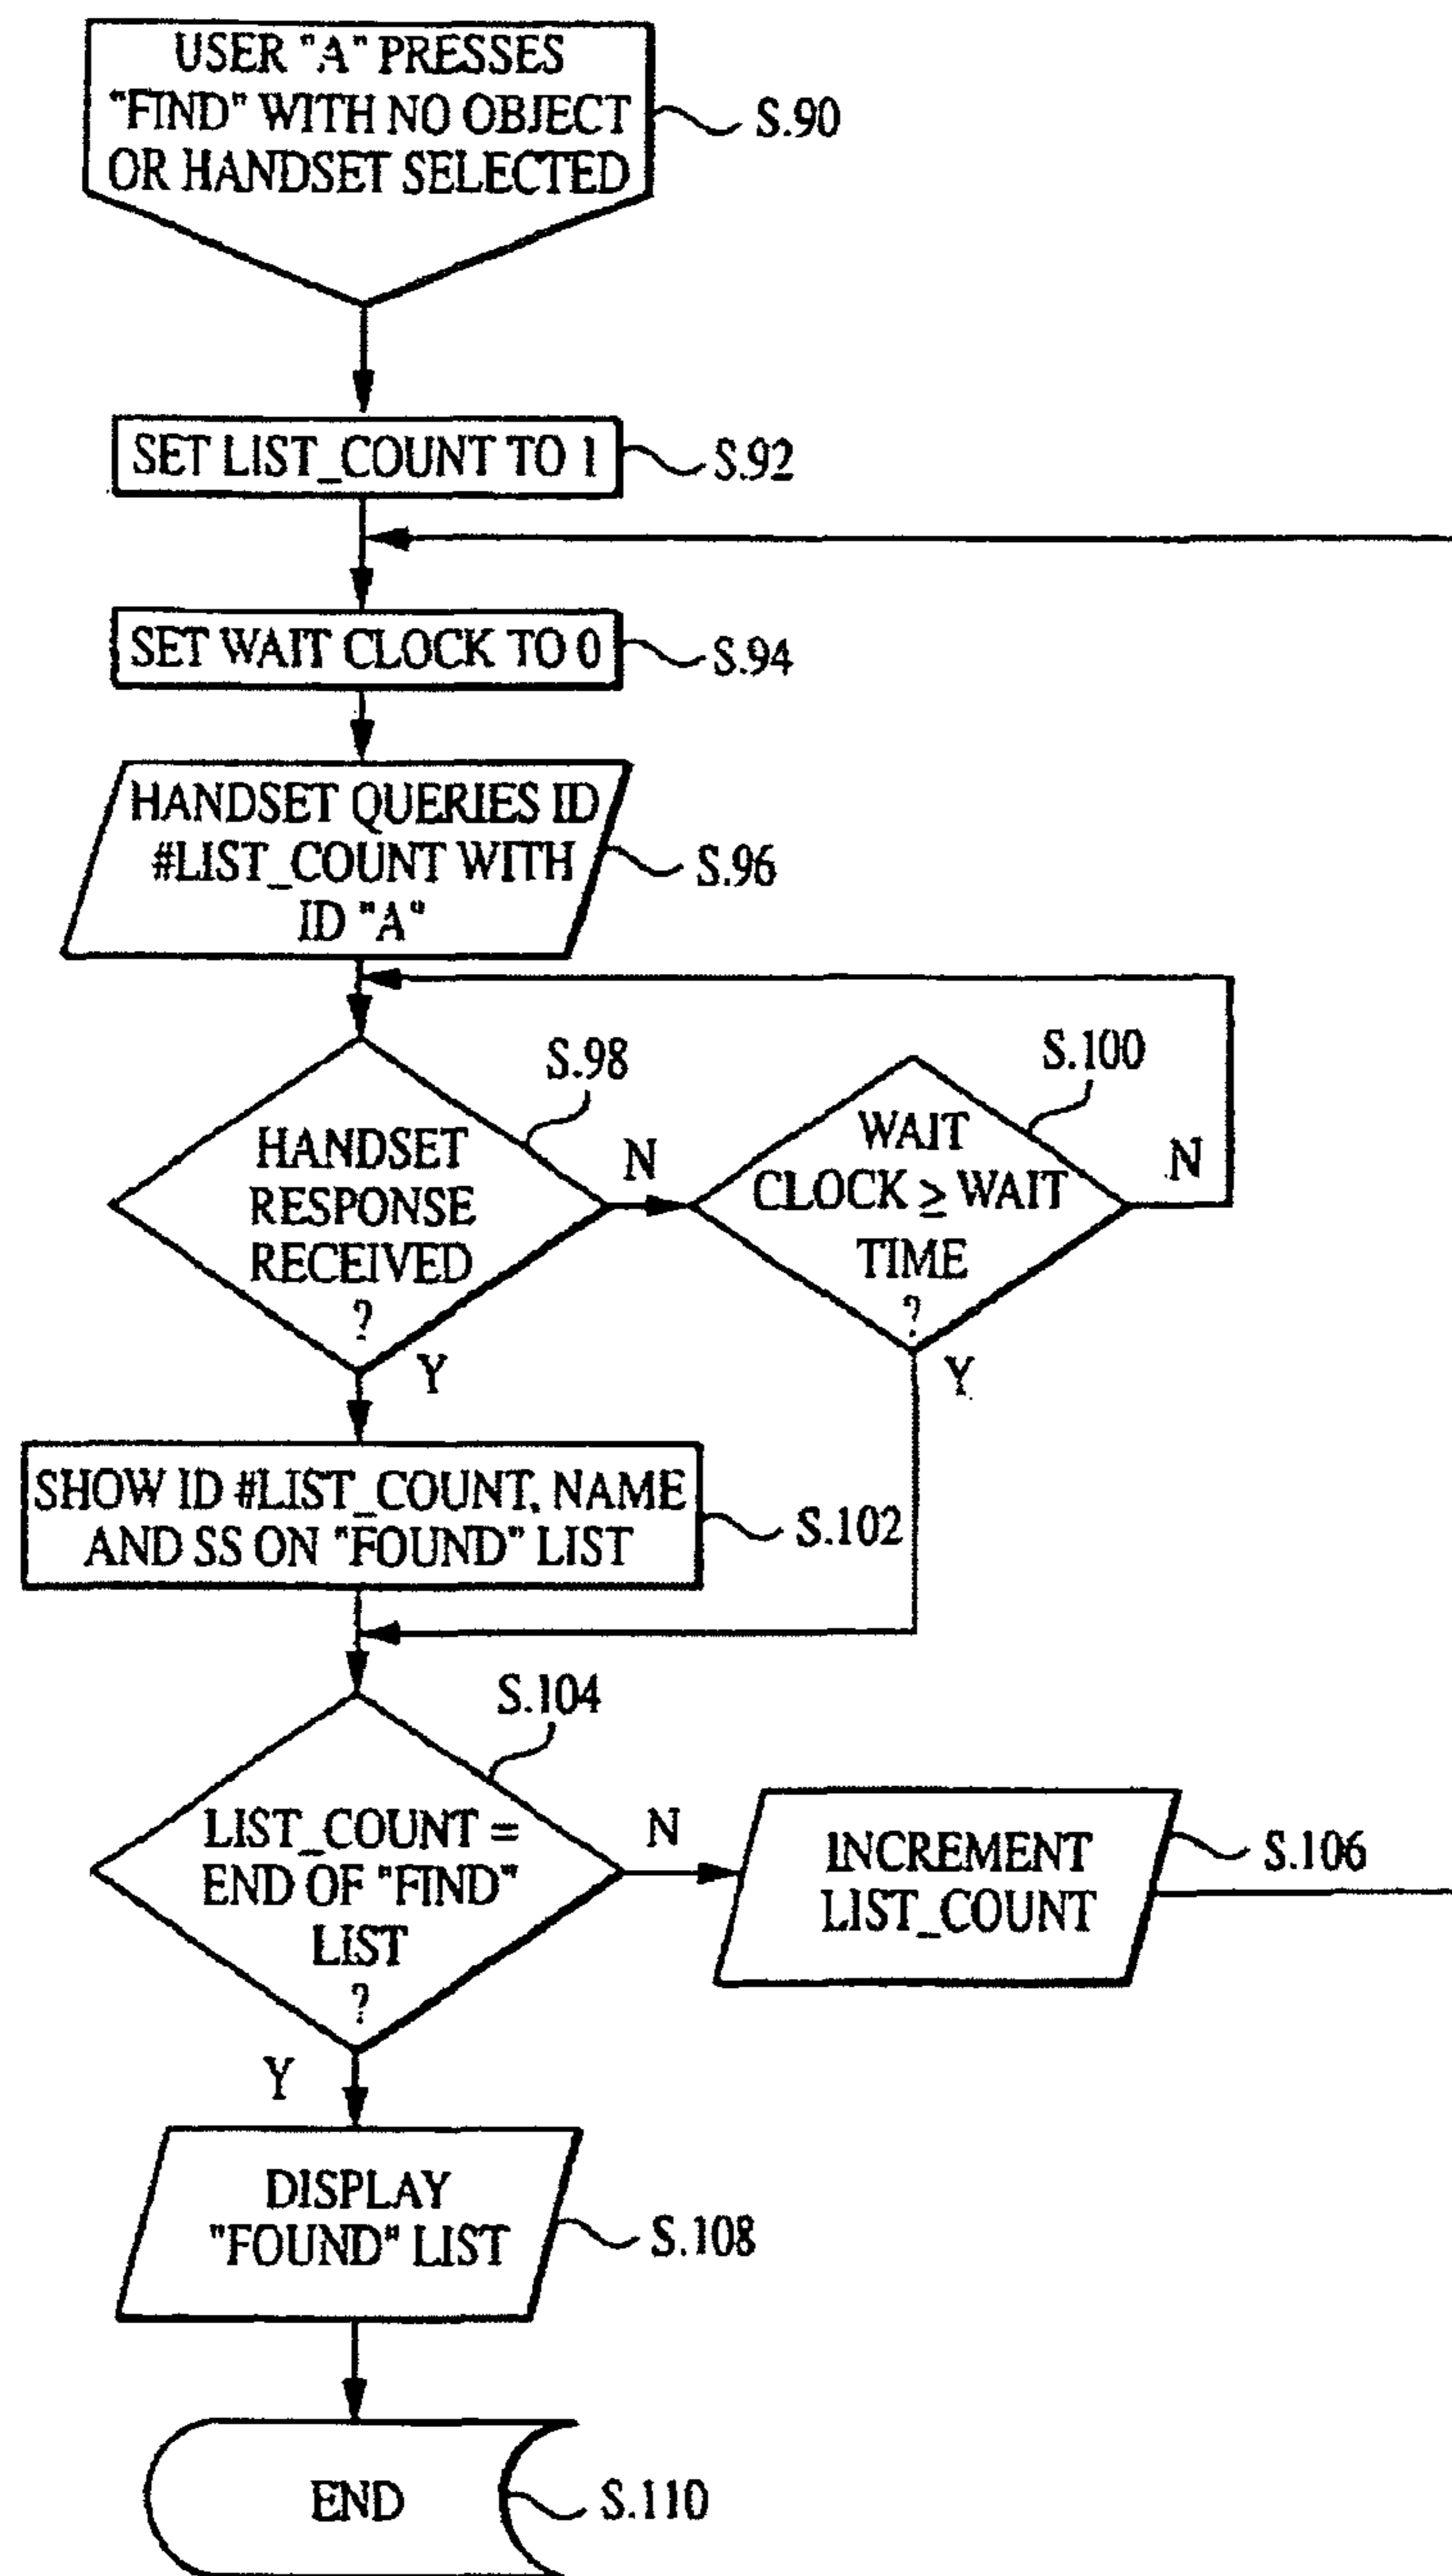 USER "A" PRESSES
"FIND" WITH NO OBJECT
OR HANDSET SELECTED
S.90
SET LIST_COUNT TO 1
S.92
SET WAIT CLOCK TO 0
S.94
HANDSET QUERIES ID
#LIST_COUNT WITH
ID "A"
S.96
HANDSET
RESPONSE
RECEIVED
?
S.98
N
Y
WAIT
CLOCK ≥ WAIT
TIME
?
S.100
N
Y
SHOW ID #LIST_COUNT, NAME
AND SS ON "FOUND" LIST
S.102
LIST_COUNT =
END OF "FIND"
LIST
?
S.104
N
Y
INCREMENT
LIST_COUNT
S.106
DISPLAY
"FOUND" LIST
S.108
END
S.110